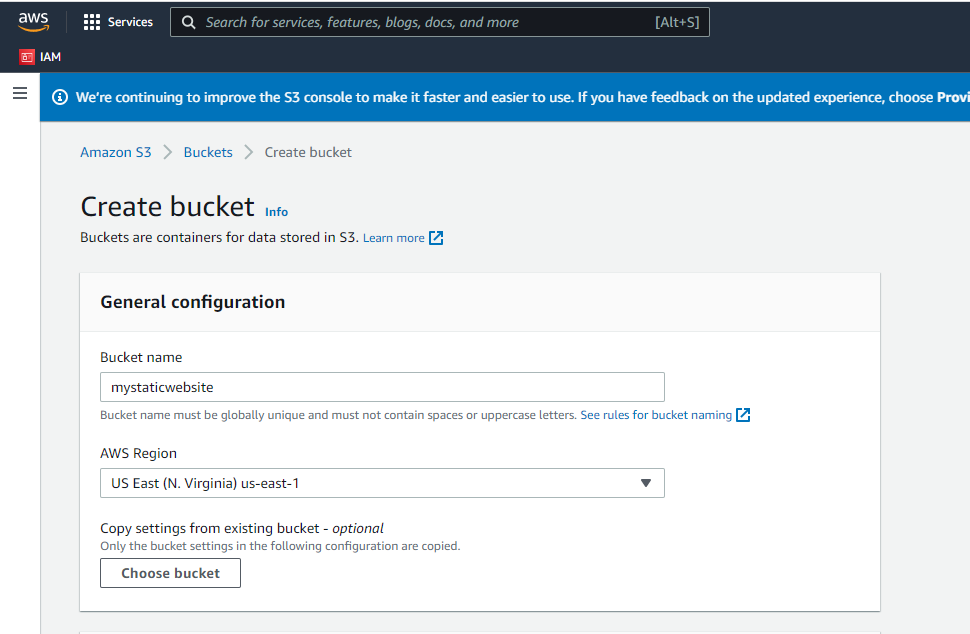 aws Services Search for services, features, blogs, docs, and more [Alt+S]
IAM
We're continuing to improve the S3 console to make it faster and easier to use. If you have feedback on the updated experience, choose Provi
Amazon S3 Buckets Create bucket
Create bucket Info
Buckets are containers for data stored in S3. Learn more
General configuration
Bucket name
mystaticwebsite
Bucket name must be globally unique and must not contain spaces or uppercase letters. See rules for bucket naming
AWS Region
US East (N. Virginia) us-east-1
Copy settings from existing bucket - optional
Only the bucket settings in the following configuration are copied.
Choose bucket